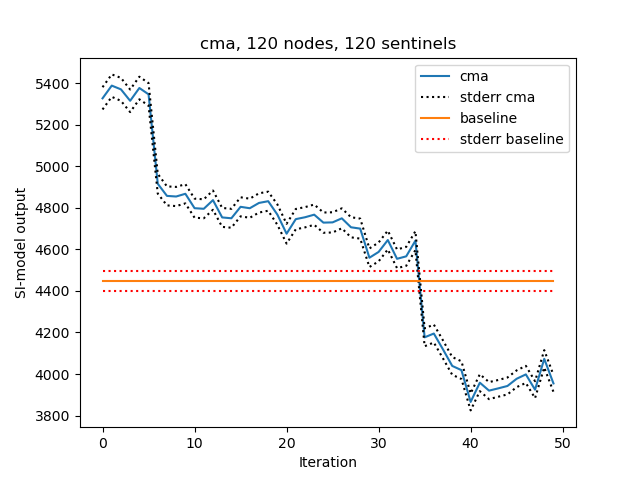 cma, 120 nodes, 120 sentinels
cma
stderr cma
baseline
stderr baseline
SI-model output
5400
5200
5000
4800
4600
4400
4200
4000
3800
0 10 20 30 40 50
Iteration